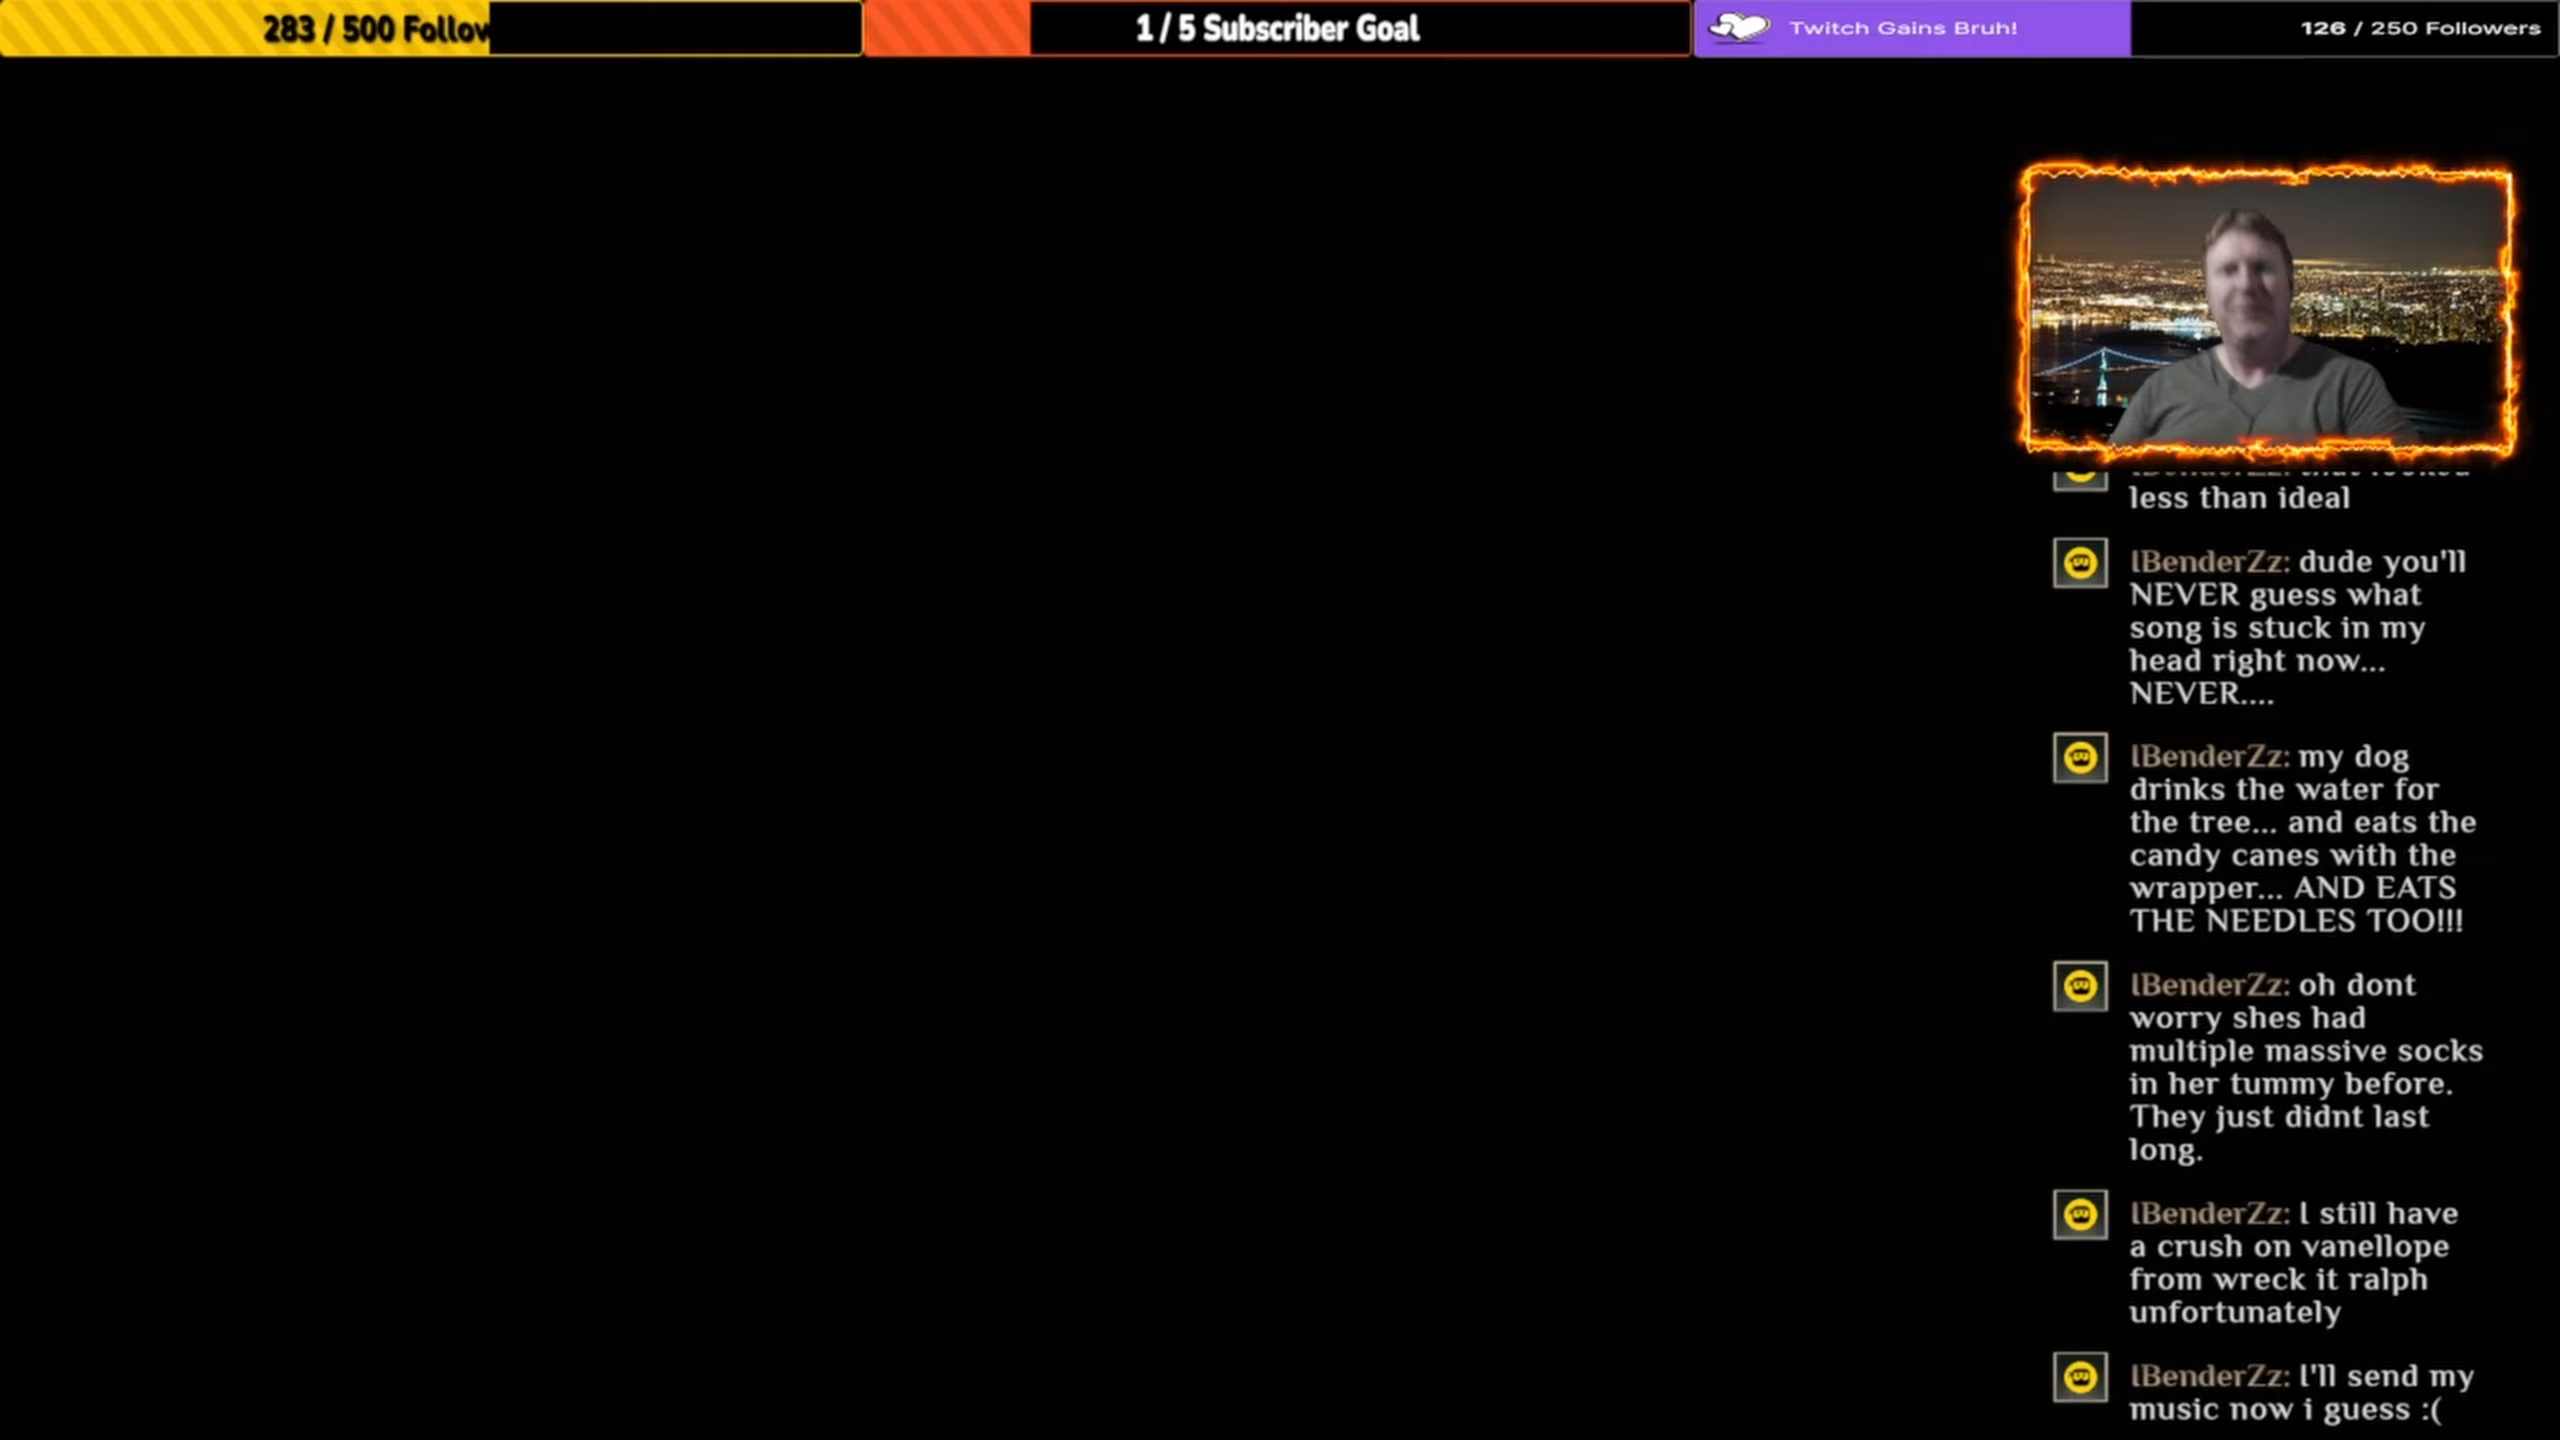 283 / 500 Follow
1 / 5 Subscriber Goal
Twitch Gains Bruh!
126 / 250 Followers
less than ideal
lBenderZz: dude you'll
NEVER guess what
song is stuck in my
head right now...
NEVER....
lBenderZz: my dog
drinks the water for
the tree... and eats the
candy canes with the
wrapper... AND EATS
THE NEEDLES TOO!!!
lBenderZz: oh dont
worry shes had
multiple massive socks
in her tummy before.
They just didnt last
long.
lBenderZz: I still have
a crush on vanellope
from wreck it ralph
unfortunately
lBenderZz: I'll send my
music now i guess :(